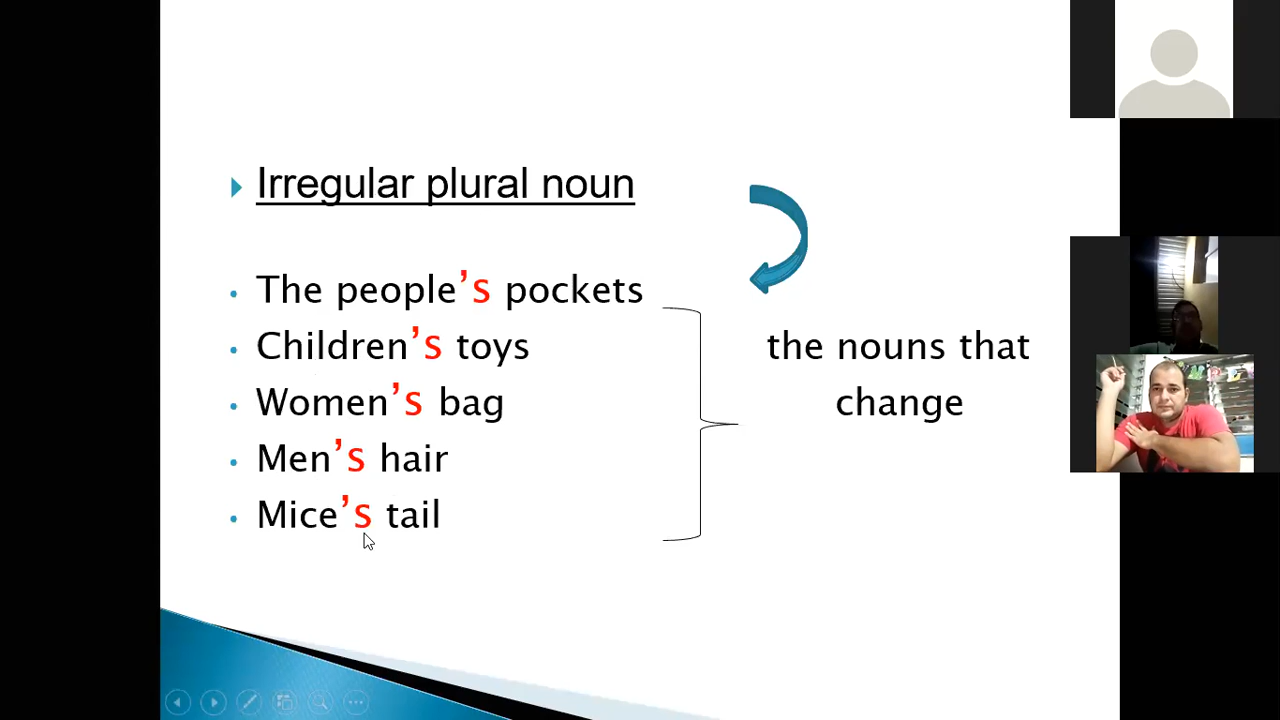 Irregular plural noun
The people’s pockets
Children’s toys
Women’s bag
Men’s hair
Mice’s tail
the nouns that
change